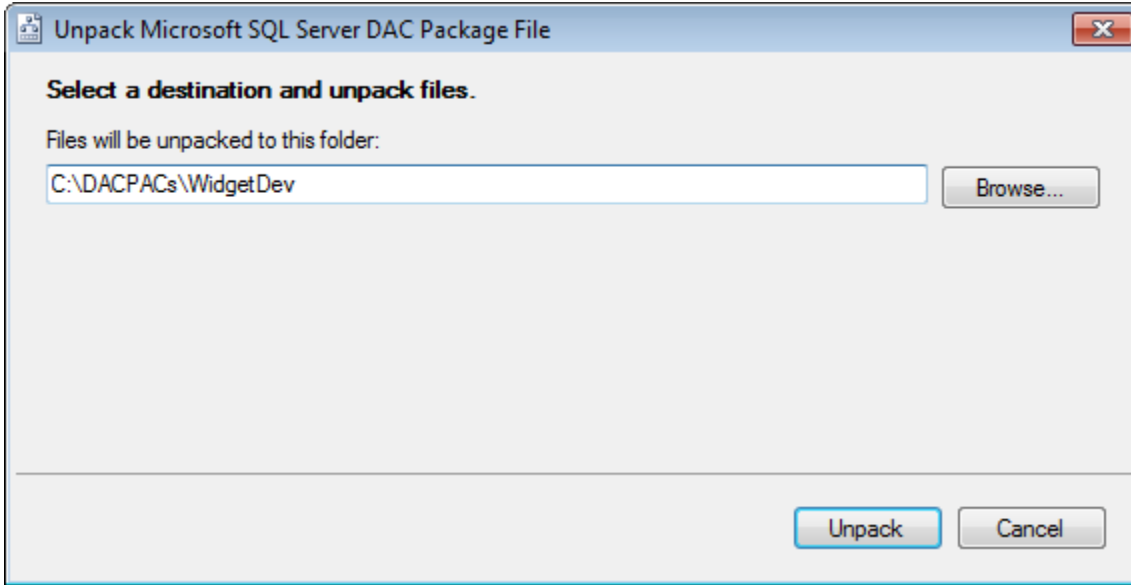 Unpack Microsoft SQL Server DAC Package File
Select a destination and unpack files.
Files will be unpacked to this folder:
C:\DACPACs\WidgetDev
Browse...
Unpack
Cancel